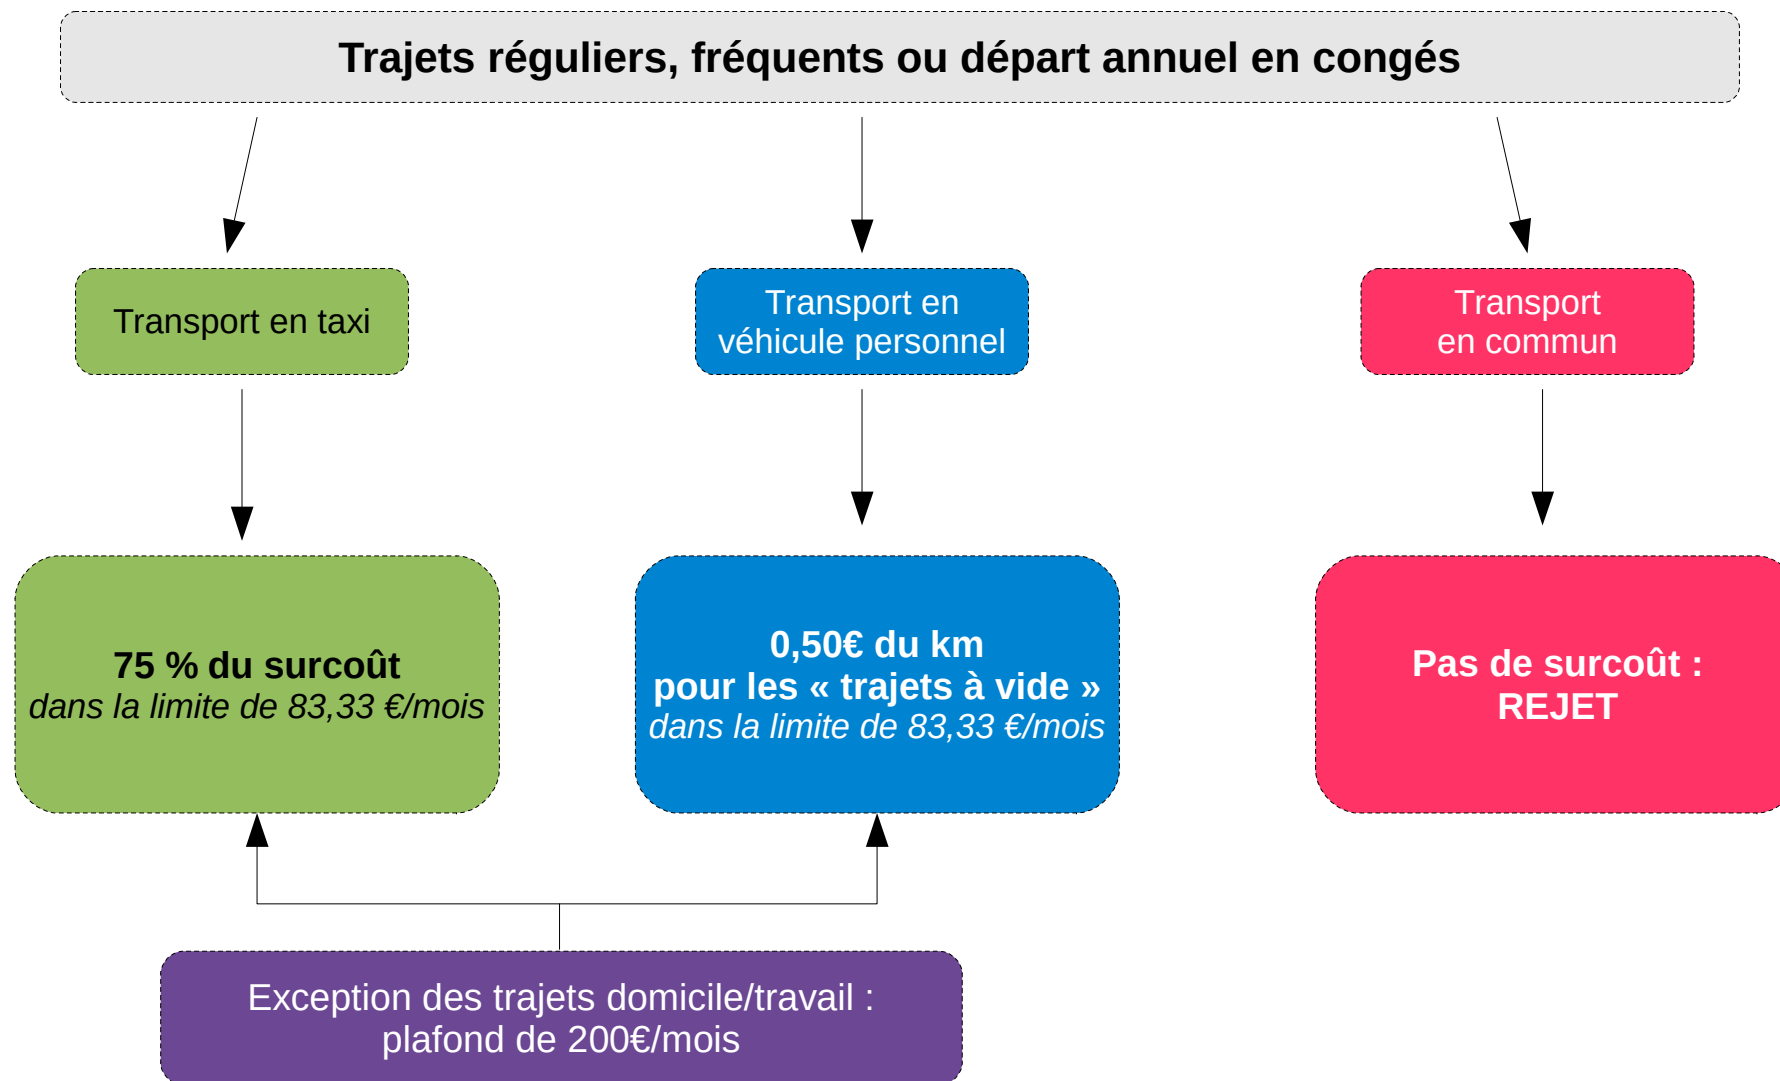 Trajets réguliers, fréquents ou départ annuel en congés
Transport en taxi
Transport en
véhicule personnel
Transport
en commun
75 % du surcoût
dans la limite de 83,33 €/mois
0,50€ du km
pour les « trajets à vide »
dans la limite de 83,33 €/mois
Pas de surcoût :
REJET
Exception des trajets domicile/travail :
plafond de 200€/mois